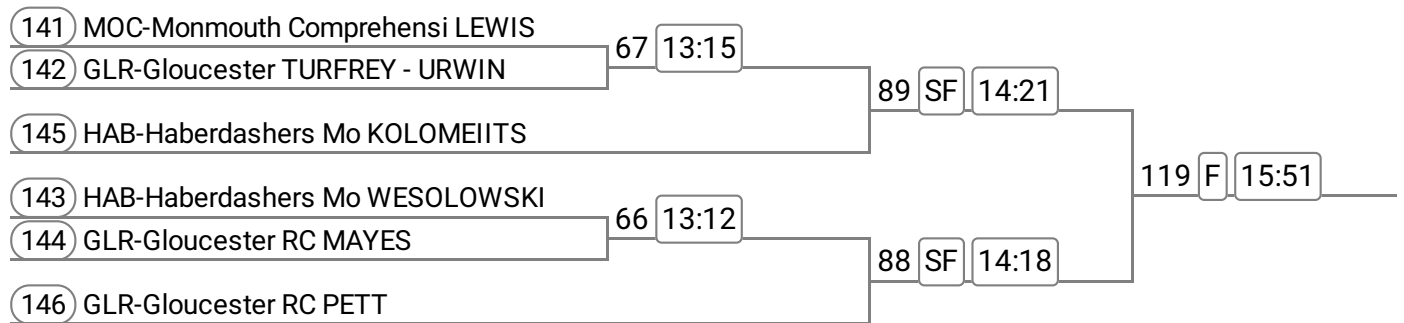 141 MOC-Monmouth Comprehensi LEWIS
67 13:15
142 GLR-Gloucester TURFREY - URWIN
89 SF 14:21
145 HAB-Haberdashers Mo KOLOMEIITS
119 F 15:51
143 HAB-Haberdashers Mo WESOLOWSKI
66 13:12
144 GLR-Gloucester RC MAYES
88 SF 14:18
146 GLR-Gloucester RC PETT